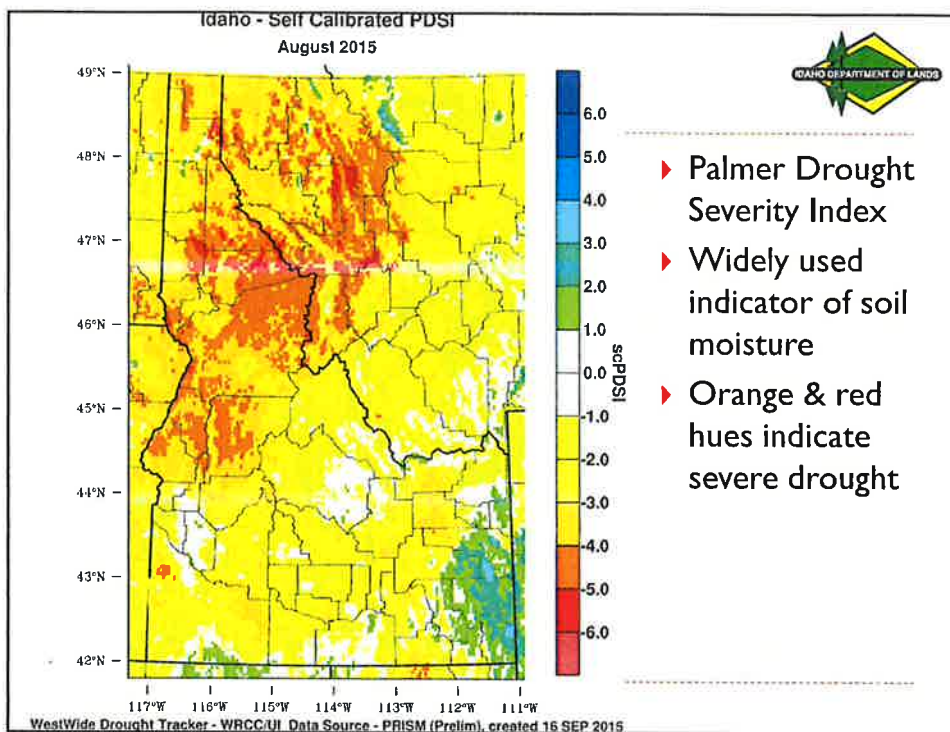 Idaho - Self Calibrated PDSI
August 2015
49°N
48°N
47°N
46°N
45°N
44°N
43°N
42°N
117°W 116°W 115°W 114°W 113°W 112°W 111°W
6.0
5.0
4.0
3.0
2.0
1.0
0.0
-1.0
-2.0
-3.0
-4.0
-5.0
-6.0
scPDSI
WestWide Drought Tracker - WRCC/UI Data Source - PRISM (Prelim), created 16 SEP 2015
IDAHO DEPARTMENT OF LANDS
Palmer Drought
Severity Index
Widely used
indicator of soil
moisture
Orange & red
hues indicate
severe drought